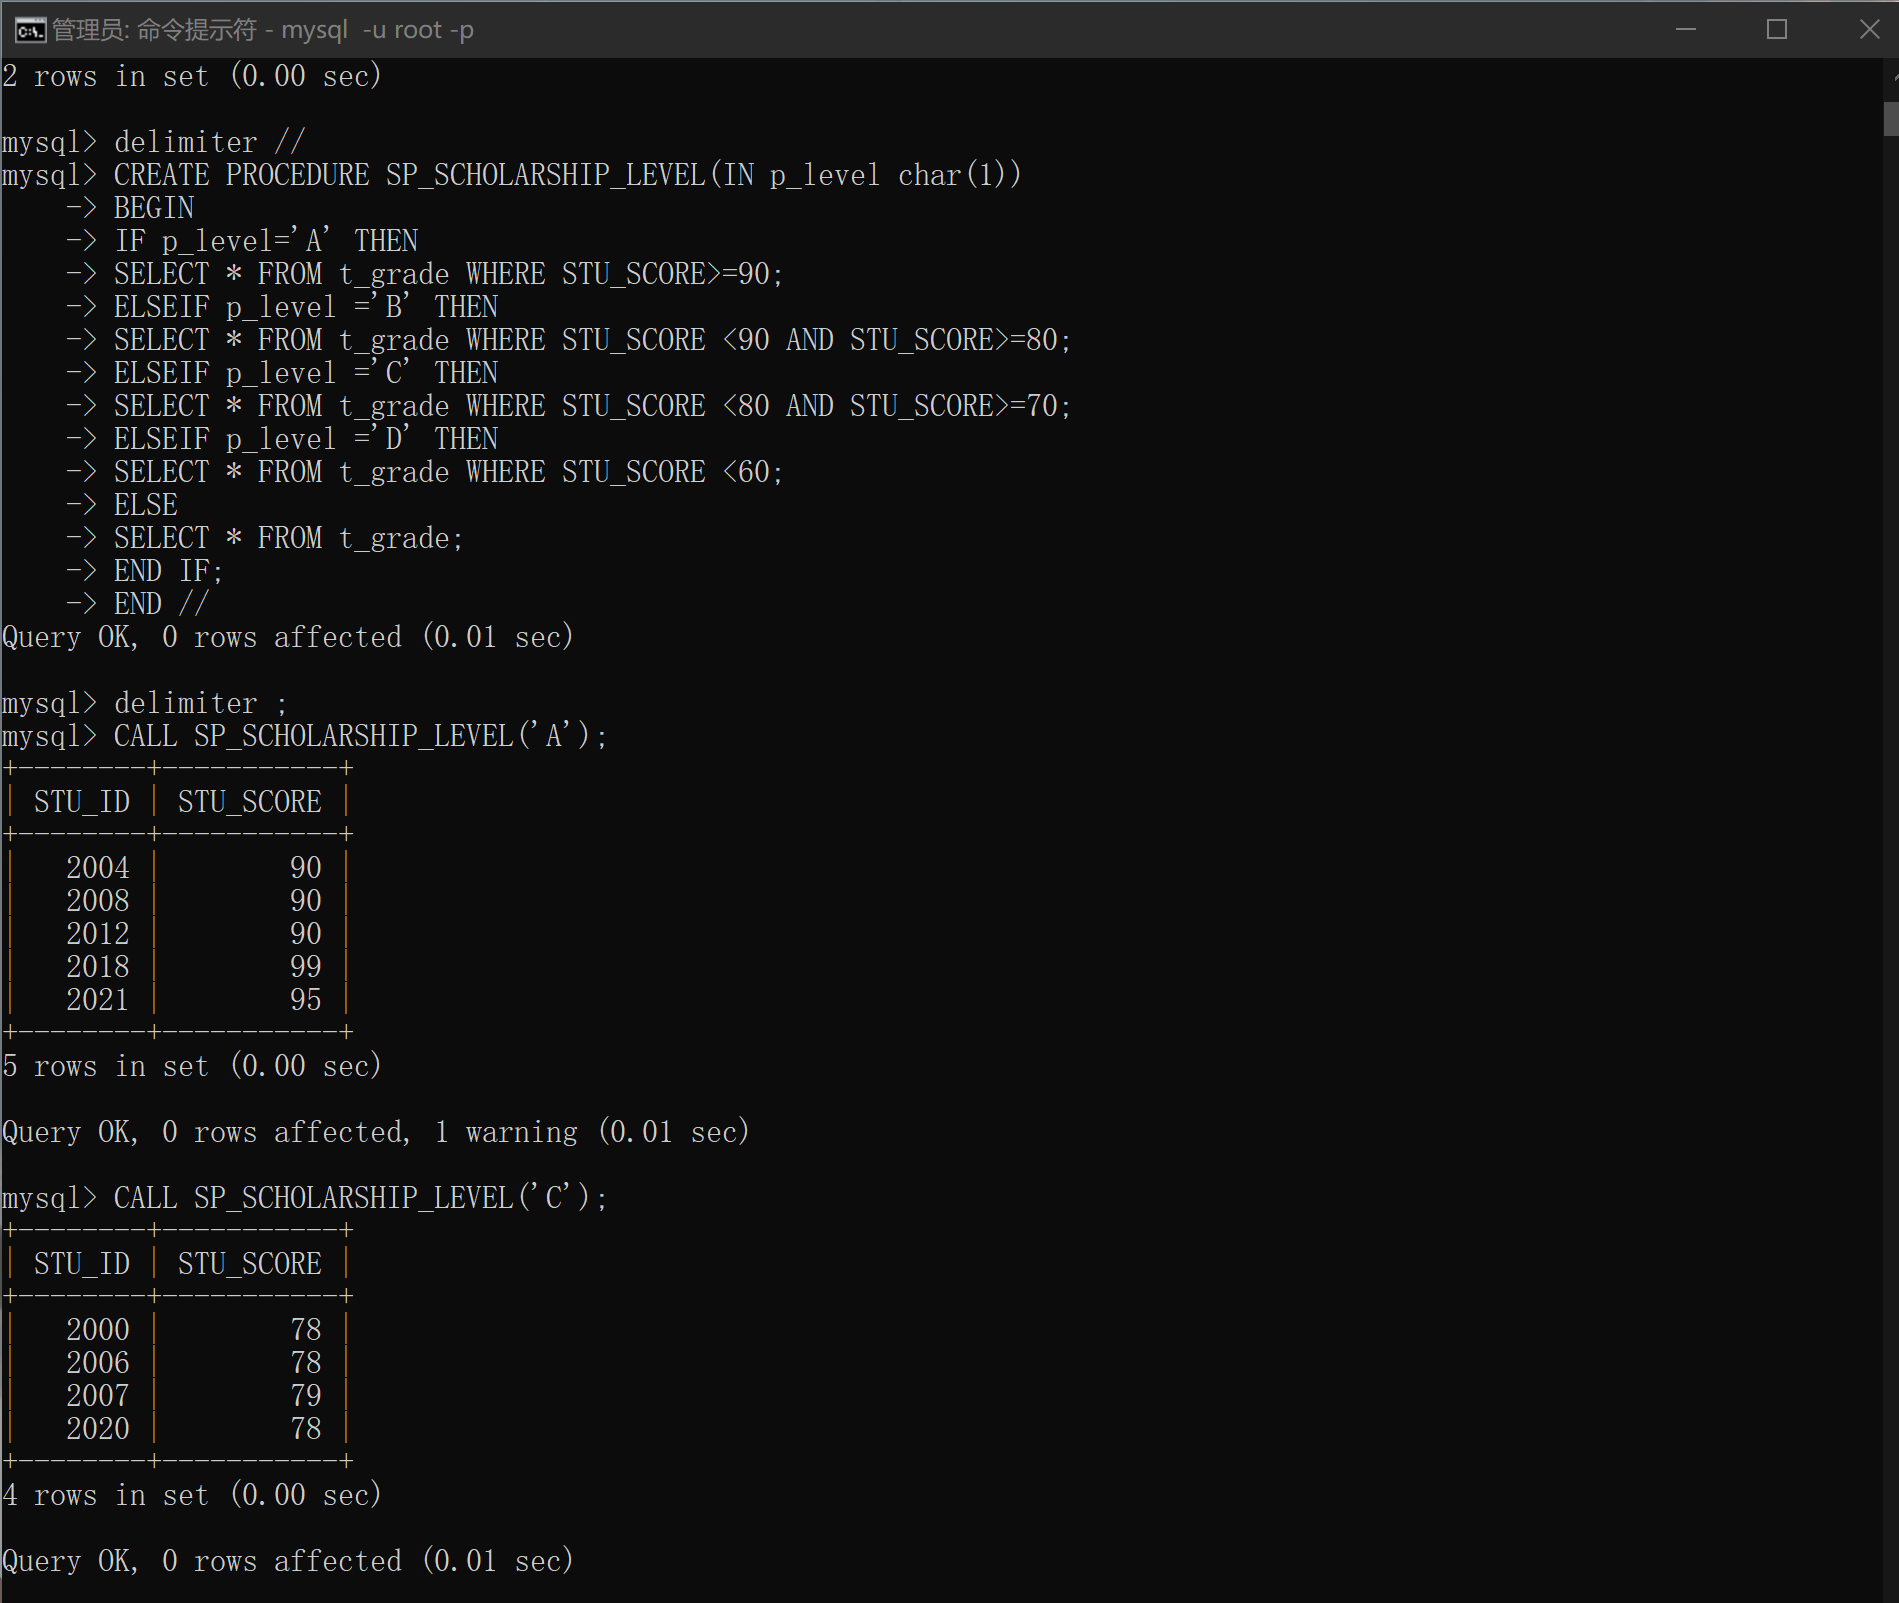 管理员: 命令提示符 - mysql  -u root -p
2 rows in set (0.00 sec)
mysql> delimiter //
mysql> CREATE PROCEDURE SP_SCHOLARSHIP_LEVEL(IN p_level char(1))
    -> BEGIN
    -> IF p_level='A' THEN
    -> SELECT * FROM t_grade WHERE STU_SCORE>=90;
    -> ELSEIF p_level ='B' THEN
    -> SELECT * FROM t_grade WHERE STU_SCORE <90 AND STU_SCORE>=80;
    -> ELSEIF p_level ='C' THEN
    -> SELECT * FROM t_grade WHERE STU_SCORE <80 AND STU_SCORE>=70;
    -> ELSEIF p_level ='D' THEN
    -> SELECT * FROM t_grade WHERE STU_SCORE <60;
    -> ELSE
    -> SELECT * FROM t_grade;
    -> END IF;
    -> END //
Query OK, 0 rows affected (0.01 sec)
mysql> delimiter ;
mysql> CALL SP_SCHOLARSHIP_LEVEL('A');
+--------+-----------+
| STU_ID | STU_SCORE |
+--------+-----------+
|   2004 |        90 |
|   2008 |        90 |
|   2012 |        90 |
|   2018 |        99 |
|   2021 |        95 |
+--------+-----------+
5 rows in set (0.00 sec)
Query OK, 0 rows affected, 1 warning (0.01 sec)
mysql> CALL SP_SCHOLARSHIP_LEVEL('C');
+--------+-----------+
| STU_ID | STU_SCORE |
+--------+-----------+
|   2000 |        78 |
|   2006 |        78 |
|   2007 |        79 |
|   2020 |        78 |
+--------+-----------+
4 rows in set (0.00 sec)
Query OK, 0 rows affected (0.01 sec)